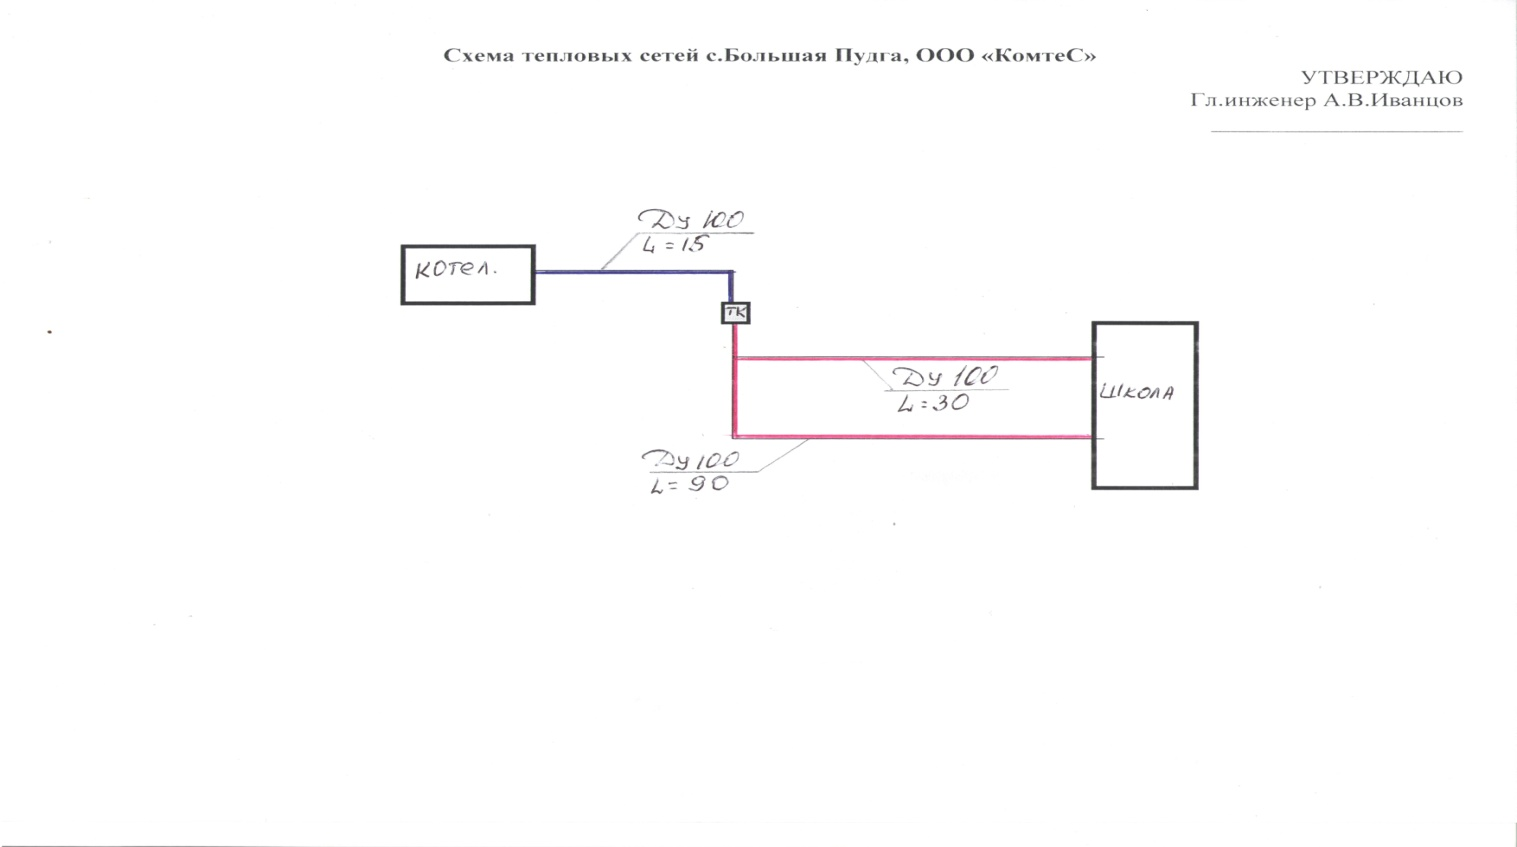 Схема тепловых сетей с.Большая Пудга, ООО «КомтеС»
УТВЕРЖДАЮ
Гл.инженер А.В.Иванцов
Ду 100
L = 15
котел.
ТК
Ду 100
L = 30
школа
Ду 100
L = 90